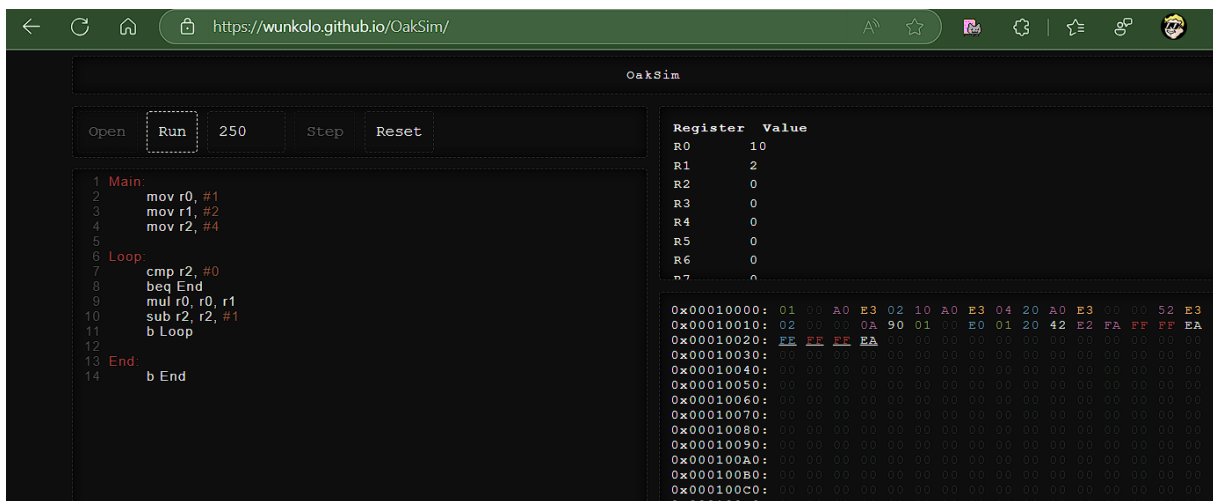 https://wunkolo.github.io/OakSim/
OakSim
Open Run 250 Step Reset
1 Main:
2 mov r0, #1
3 mov r1, #2
4 mov r2, #4
5
6 Loop:
7 cmp r2, #0
8 beq End
9 mul r0, r0, r1
10 sub r2, r2, #1
11 b Loop
12
13 End:
14 b End
Register Value
R0 10
R1 2
R2 0
R3 0
R4 0
R5 0
R6 0
R7 0
0x00010000: 01 00 A0 E3 02 10 A0 E3 04 20 A0 E3 00 00 52 E3
0x00010010: 02 00 00 0A 90 01 00 E0 01 20 42 E2 FA FF FF EA
0x00010020: FE FF FF EA 00 00 00 00 00 00 00 00 00 00 00 00
0x00010030: 00 00 00 00 00 00 00 00 00 00 00 00 00 00 00 00
0x00010040: 00 00 00 00 00 00 00 00 00 00 00 00 00 00 00 00
0x00010050: 00 00 00 00 00 00 00 00 00 00 00 00 00 00 00 00
0x00010060: 00 00 00 00 00 00 00 00 00 00 00 00 00 00 00 00
0x00010070: 00 00 00 00 00 00 00 00 00 00 00 00 00 00 00 00
0x00010080: 00 00 00 00 00 00 00 00 00 00 00 00 00 00 00 00
0x00010090: 00 00 00 00 00 00 00 00 00 00 00 00 00 00 00 00
0x000100A0: 00 00 00 00 00 00 00 00 00 00 00 00 00 00 00 00
0x000100B0: 00 00 00 00 00 00 00 00 00 00 00 00 00 00 00 00
0x000100C0: 00 00 00 00 00 00 00 00 00 00 00 00 00 00 00 00